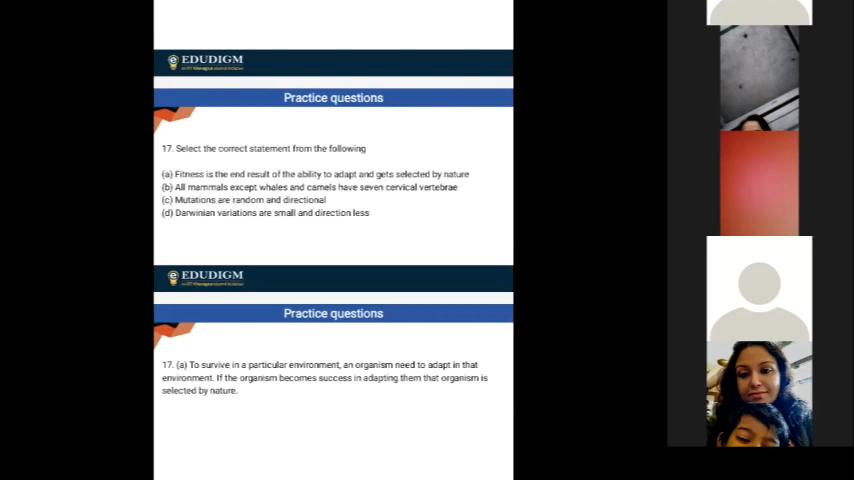 EDUDIGM
Practice questions
17. Select the correct statement from the following
(a) Fitness is the end result of the ability to adapt and gets selected by nature
(b) All mammals except whales and camels have seven cervical vertebrae
(c) Mutations are random and directional
(d) Darwinian variations are small and direction less
EDUDIGM
Practice questions
17. (a) To survive in a particular environment, an organism need to adapt in that
environment. If the organism becomes success in adapting them that organism is
selected by nature.